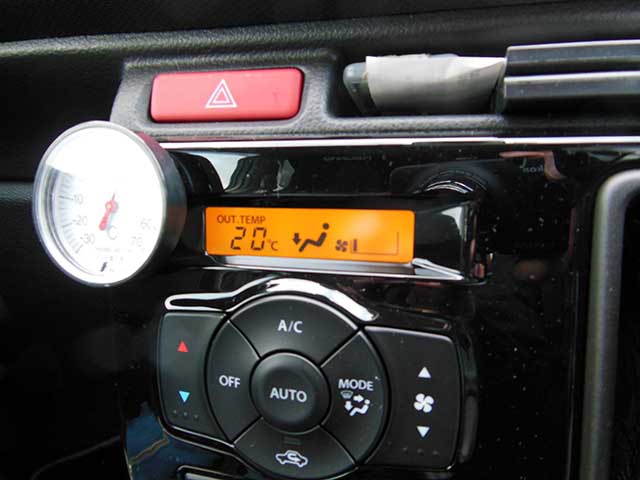 -10
-20
-30
60
70
°C
OUT.TEMP
20°C
A/C
OFF
AUTO
MODE